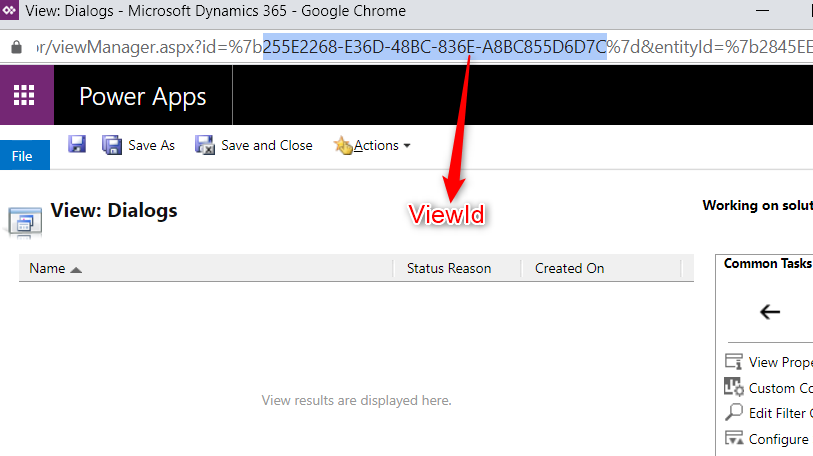 View: Dialogs - Microsoft Dynamics 365 - Google Chrome
or/viewManager.aspx?id=%7b255E2268-E36D-48BC-836E-A8BC855D6D7C%7d&entityId=%7b2845EE
Power Apps
File
Save As
Save and Close
Actions
View: Dialogs
ViewId
Working on solut
Name
Status Reason
Created On
Common Tasks
View results are displayed here.
View Prope
Custom Co
Edit Filter C
Configure